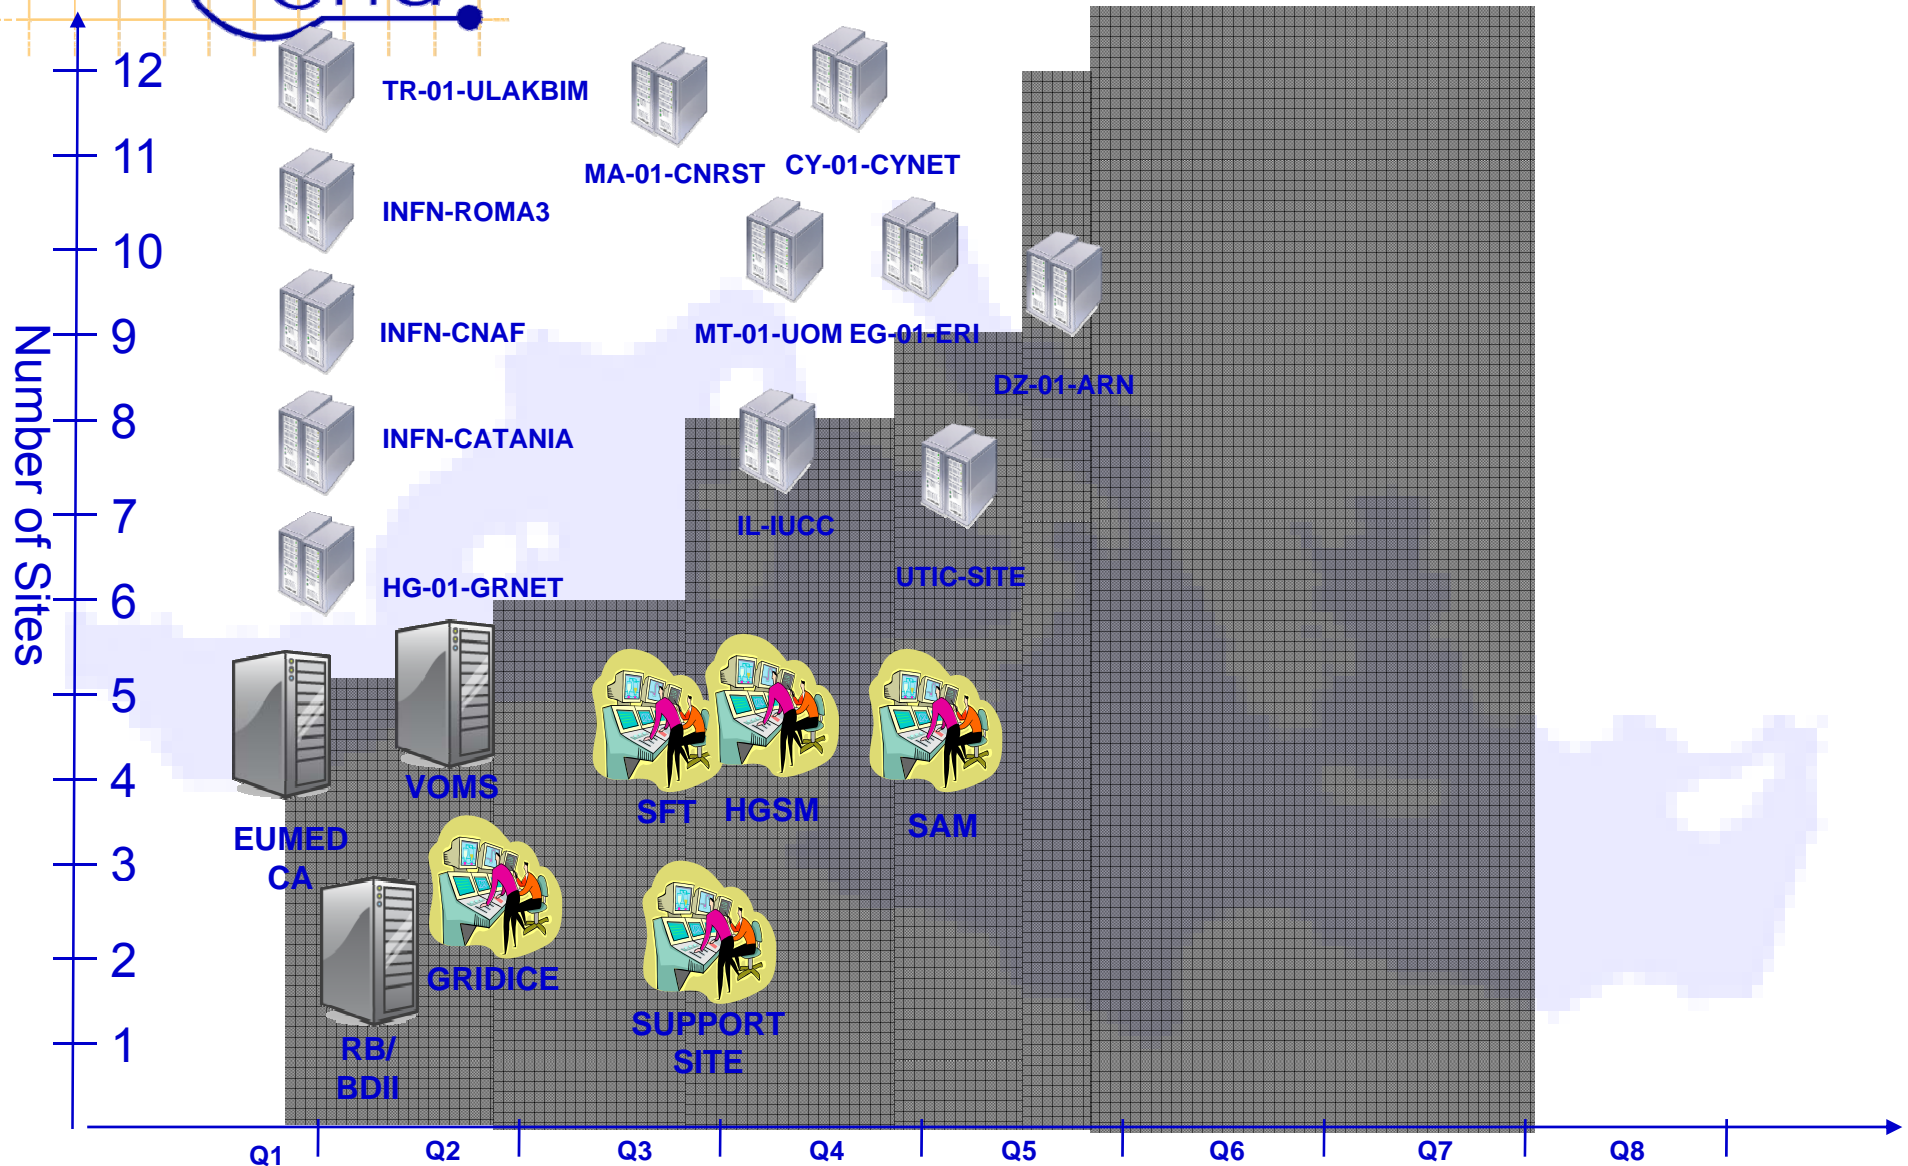 12
TR-01-ULAKBIM
MA-01-CNRST
CY-01-CYNET
11
INFN-ROMA3
10
INFN-CNAF
MT-01-UOM
EG-01-ERI
9
DZ-01-ARN
8
INFN-CATANIA
IL-IUCC
7
UTIC-SITE
HG-01-GRNET
6
Number of Sites
5
VOMS
4
SFT
HGSM
SAM
EUMED
CA
3
GRIDICE
2
SUPPORT
SITE
1
RB/
BDII
Q1
Q2
Q3
Q4
Q5
Q6
Q7
Q8